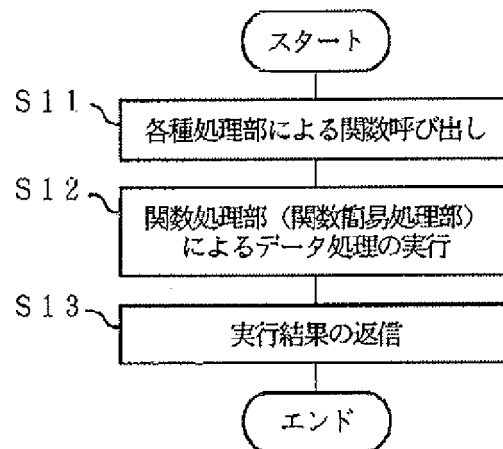 スタート
S11
各種処理部による関数呼び出し
S12
関数処理部（関数簡易処理部）
によるデータ処理の実行
S13
実行結果の返信
エンド